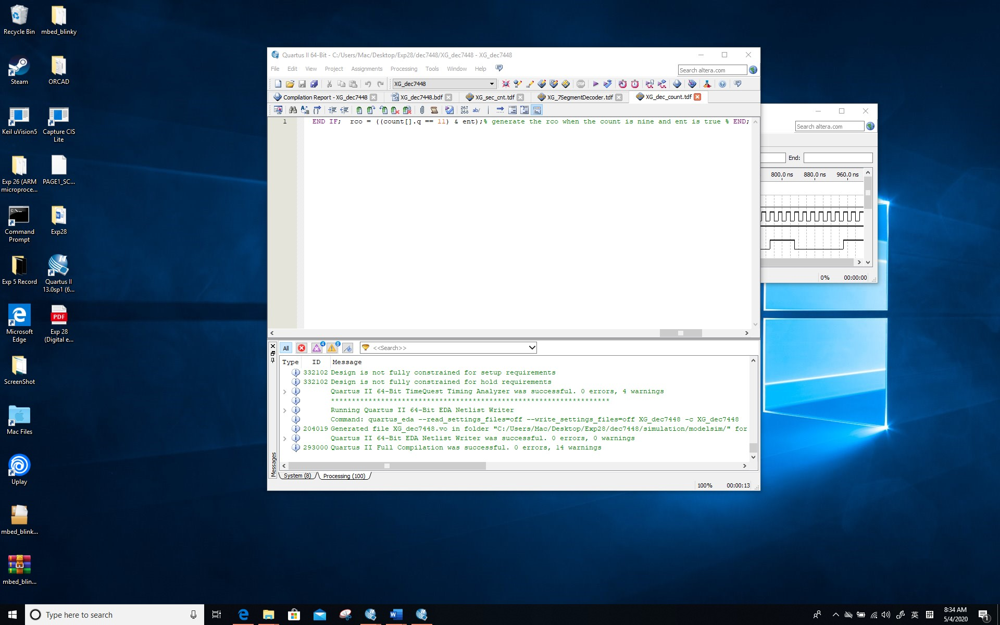 Recycle Bin
mbed_blinky
Steam
ORCAD
Keil uVision5
Capture CIS
Lite
Exp 26 (ARM
microproce...
PAGE1_SC...
Command
Prompt
Exp28
Exp 5 Record
Quartus II
13.0sp1 (6...
Microsoft
Edge
PDF
Exp 28
(Digital e...
ScreenShot
Mac Files
Uplay
mbed_blink...
mbed_blin...
Quartus II 64-Bit - C:/Users/Mac/Desktop/Exp28/dec7448/XG_dec7448 - XG_dec7448
File Edit View Project Assignments Processing Tools Window Help
Search altera.com
XG_dec7448
STOP
Compilation Report - XG_dec7448
XG_dec7448.bdf
XG_sec_cnt.tdf
XG_7SegmentDecoder.tdf
XG_dec_count.tdf
267
268
ab/
1 END IF; rco = ((count[].q == 11) & ent);% generate the rco when the count is nine and ent is true % END;
All
4
8
<<Search>>
Type ID Message
332102 Design is not fully constrained for setup requirements
332102 Design is not fully constrained for hold requirements
Quartus II 64-Bit TimeQuest Timing Analyzer was successful. 0 errors, 4 warnings
*******************************************************************
Running Quartus II 64-Bit EDA Netlist Writer
Command: quartus_eda --read_settings_files=off --write_settings_files=off XG_dec7448 -c XG_dec7448
204019 Generated file XG_dec7448.vo in folder "C:/Users/Mac/Desktop/Exp28/dec7448/simulation/modelsim/" for
Quartus II 64-Bit EDA Netlist Writer was successful. 0 errors, 0 warnings
293000 Quartus II Full Compilation was successful. 0 errors, 14 warnings
Messages
System (8)
Processing (100)
100% 00:00:13
Search altera.com
End:
800.0 ns 880.0 ns 960.0 ns
0% 00:00:00
Type here to search
英
拼
8:34 AM
5/4/2020
1